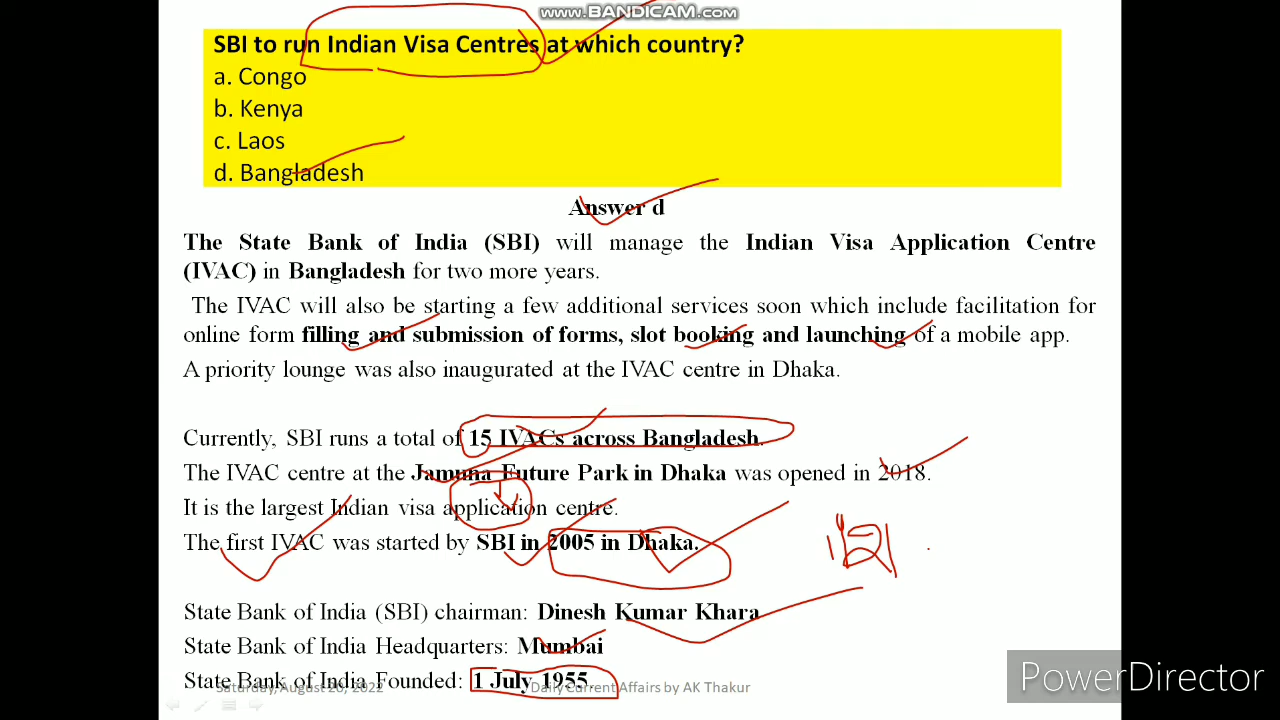 www.BANDICAM.com
SBI to run Indian Visa Centres at which country?
a. Congo
b. Kenya
c. Laos
d. Bangladesh
Answer d
The State Bank of India (SBI) will manage the Indian Visa Application Centre
(IVAC) in Bangladesh for two more years.
The IVAC will also be starting a few additional services soon which include facilitation for
online form filling and submission of forms, slot booking and launching of a mobile app.
A priority lounge was also inaugurated at the IVAC centre in Dhaka.
Currently, SBI runs a total of 15 IVACs across Bangladesh.
The IVAC centre at the Jamuna Future Park in Dhaka was opened in 2018.
It is the largest Indian visa application centre.
The first IVAC was started by SBI in 2005 in Dhaka.
State Bank of India (SBI) chairman: Dinesh Kumar Khara
State Bank of India Headquarters: Mumbai
State Bank of India Founded: 1 July 1955.
Saturday, August 20, 2022 Daily Current Affairs by AK Thakur
PowerDirector